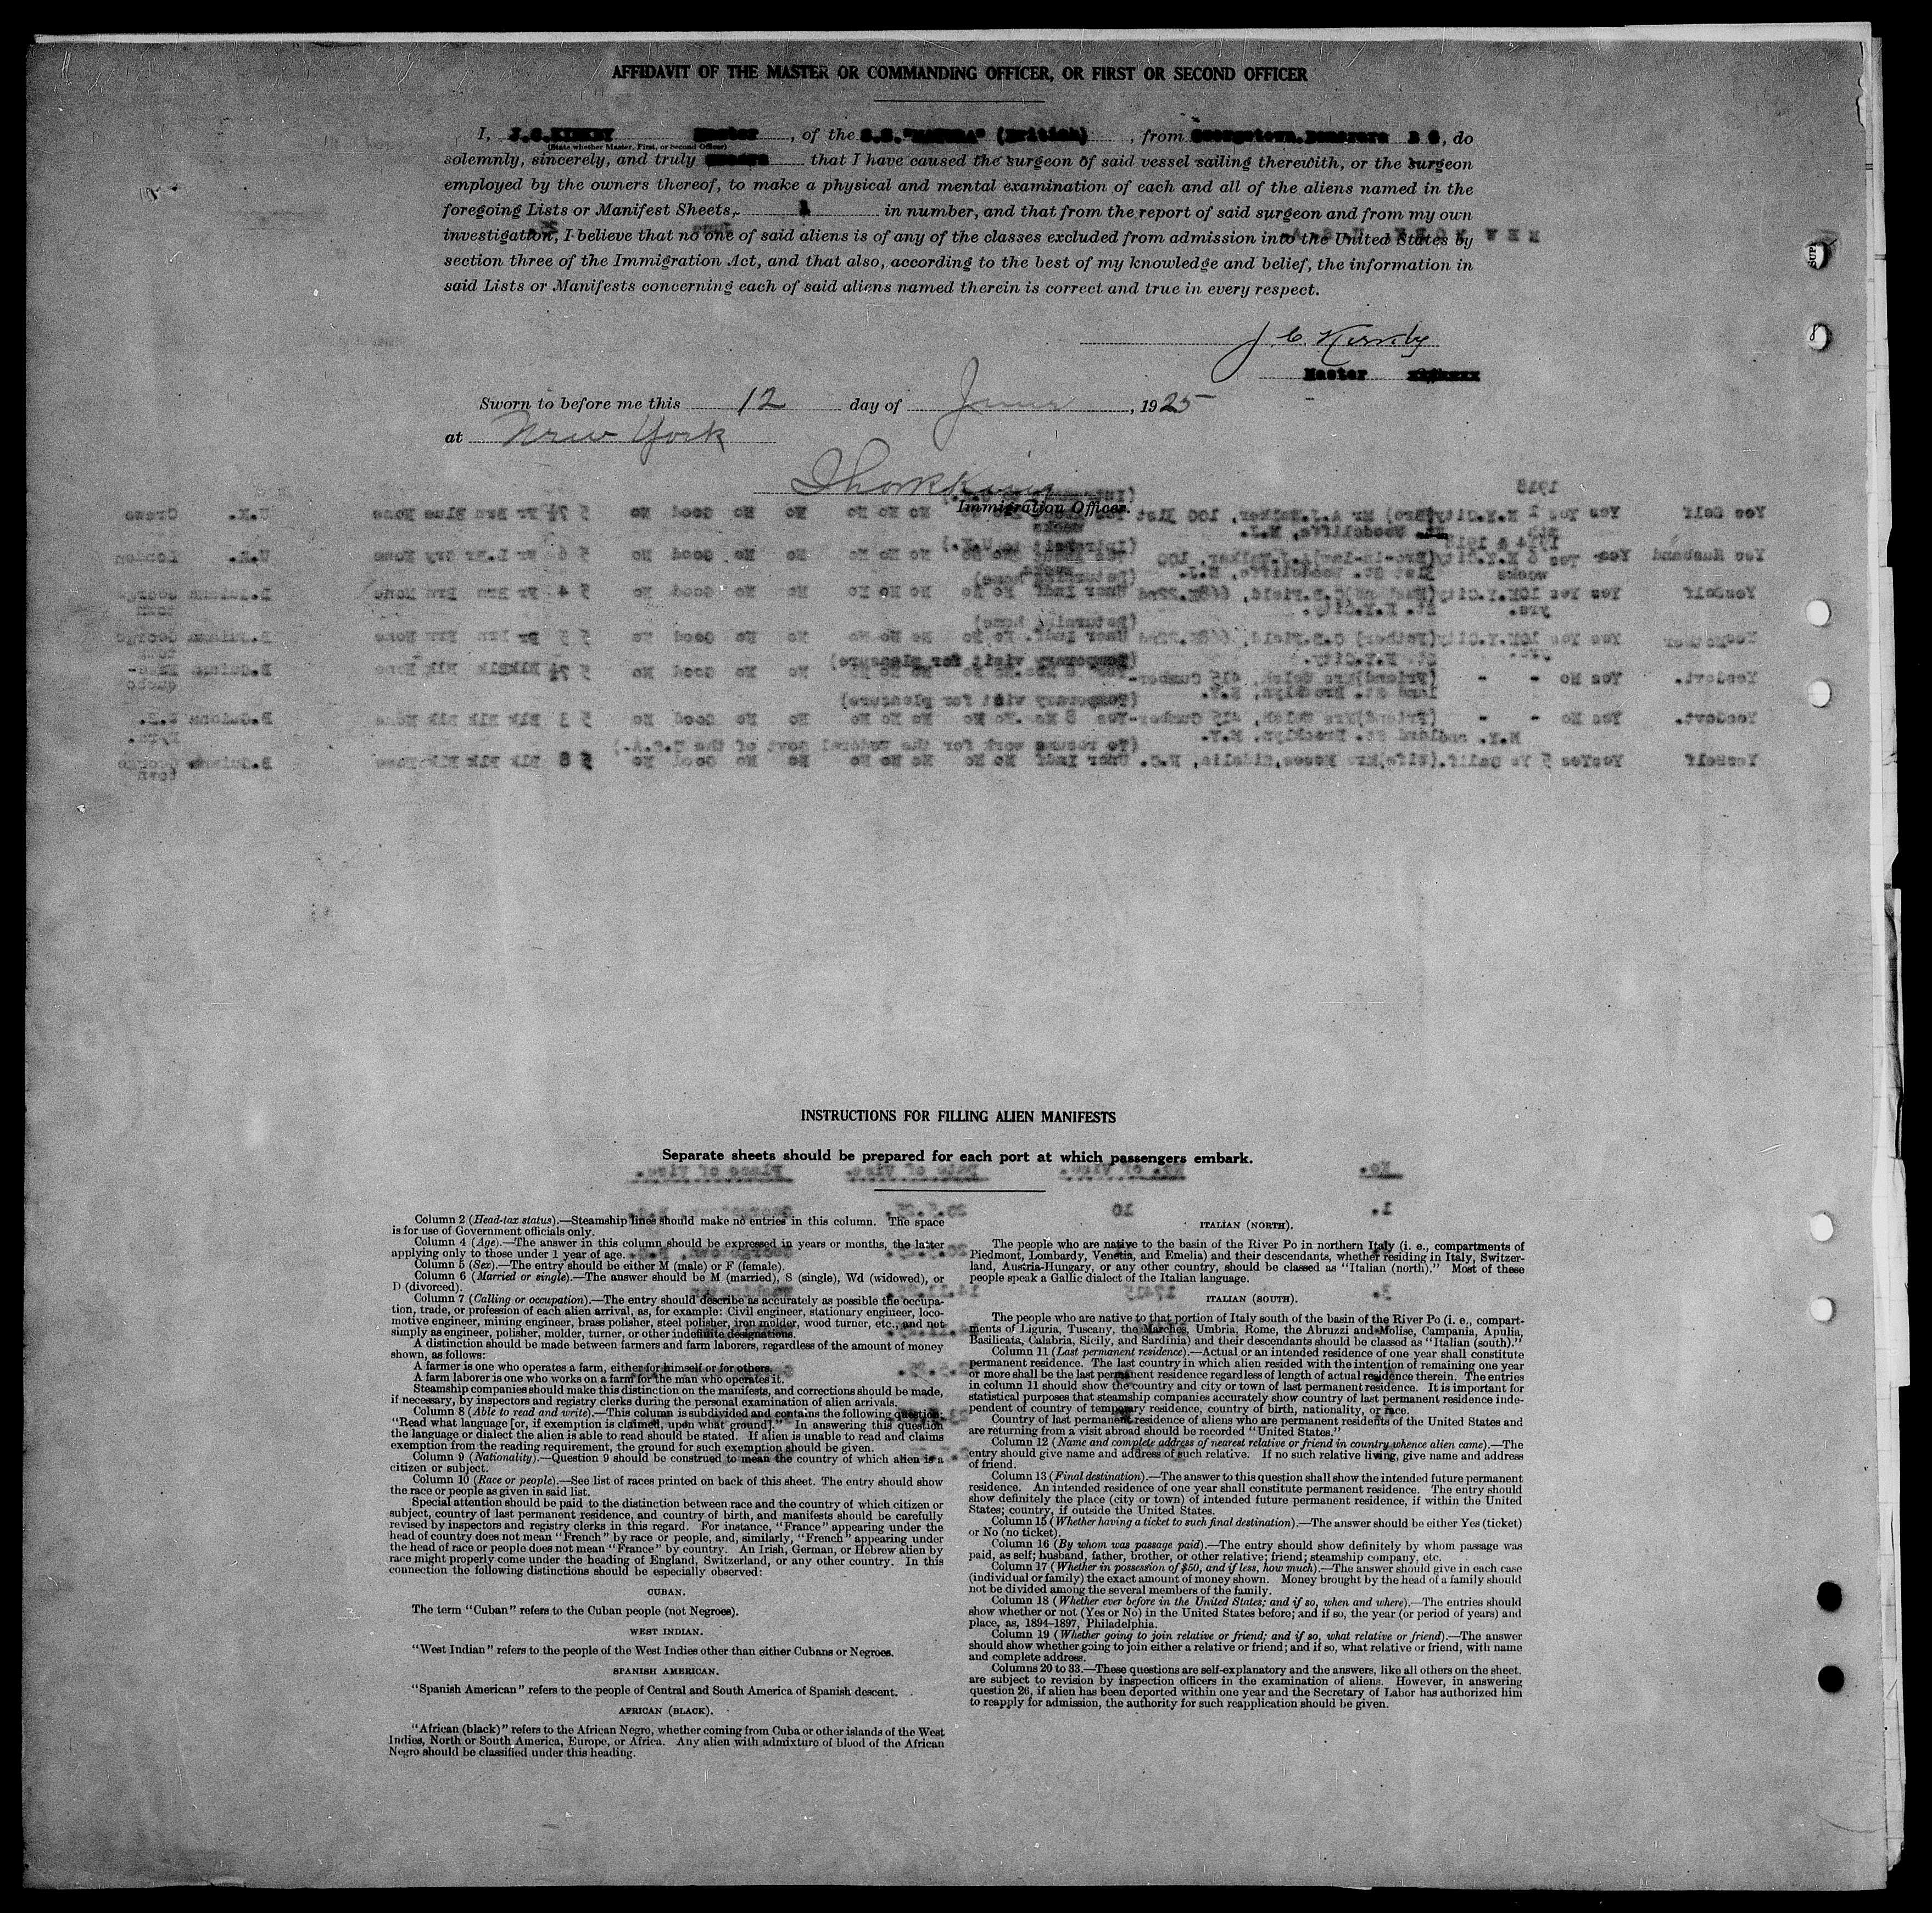 AFFIDAVIT OF THE MASTER OR COMMANDING OFFICER, OR FIRST OR SECOND OFFICER
I, J.C.KIRKBY Master, of the S.S. (British), from Georgetown.Demerara B G, do
(State whether Master, First, or Second Officer)
solemnly, sincerely, and truly that I have caused the surgeon of said vessel sailing therewith, or the surgeon
employed by the owners thereof, to make a physical and mental examination of each and all of the aliens named in the
foregoing Lists or Manifest Sheets, 1 in number, and that from the report of said surgeon and from my own
investigation, I believe that no one of said aliens is of any of the classes excluded from admission into the United States by
section three of the Immigration Act, and that also, according to the best of my knowledge and belief, the information in
said Lists or Manifests concerning each of said aliens named therein is correct and true in every respect.
J. C. Kirkby
Master
Sworn to before me this 12 day of June, 1925
at New York
Immigration Officer.
INSTRUCTIONS FOR FILLING ALIEN MANIFESTS
Separate sheets should be prepared for each port at which passengers embark.
Column 2 (Head-tax status).—Steamship lines should make no entries in this column. The space
is for use of Government officials only.
Column 4 (Age).—The answer in this column should be expressed in years or months, the latter
applying only to those under 1 year of age.
Column 5 (Sex).—The entry should be either M (male) or F (female).
Column 6 (Married or single).—The answer should be M (married), S (single), Wd (widowed), or
D (divorced).
Column 7 (Calling or occupation).—The entry should describe as accurately as possible the occupa-
tion, trade, or profession of each alien arrival, as, for example: Civil engineer, stationary engineer, loco-
motive engineer, mining engineer, brass polisher, steel polisher, iron molder, wood turner, etc., and not
simply as engineer, polisher, molder, turner, or other indefinite designations.
A distinction should be made between farmers and farm laborers, regardless of the amount of money
shown, as follows:
A farmer is one who operates a farm, either for himself or for others.
A farm laborer is one who works on a farm for the man who operates it.
Steamship companies should make this distinction on the manifests, and corrections should be made,
if necessary, by inspectors and registry clerks during the personal examination of alien arrivals.
Column 8 (Able to read and write).—This column is subdivided and contains the following question:
"Read what language [or, if exemption is claimed, upon what ground]." In answering this question
the language or dialect the alien is able to read should be stated. If alien is unable to read and claims
exemption from the reading requirement, the ground for such exemption should be given.
Column 9 (Nationality).—Question 9 should be construed to mean the country of which alien is a
citizen or subject.
Column 10 (Race or people).—See list of races printed on back of this sheet. The entry should show
the race or people as given in said list.
Special attention should be paid to the distinction between race and the country of which citizen or
subject, country of last permanent residence, and country of birth, and manifests should be carefully
revised by inspectors and registry clerks in this regard. For instance, "France" appearing under the
head of country does not mean "French" by race or people, and, similarly, "French" appearing under
the head of race or people does not mean "France" by country. An Irish, German, or Hebrew alien by
race might properly come under the heading of England, Switzerland, or any other country. In this
connection the following distinctions should be especially observed:
CUBAN.
The term "Cuban" refers to the Cuban people (not Negroes).
WEST INDIAN.
"West Indian" refers to the people of the West Indies other than either Cubans or Negroes.
SPANISH AMERICAN.
"Spanish American" refers to the people of Central and South America of Spanish descent.
AFRICAN (BLACK).
"African (black)" refers to the African Negro, whether coming from Cuba or other islands of the West
Indies, North or South America, Europe, or Africa. Any alien with admixture of blood of the African
Negro should be classified under this heading.
ITALIAN (NORTH).
The people who are native to the basin of the River Po in northern Italy (i. e., compartments of
Piedmont, Lombardy, Venetia, and Emelia) and their descendants, whether residing in Italy, Switzer-
land, Austria-Hungary, or any other country, should be classed as "Italian (north)." Most of these
people speak a Gallic dialect of the Italian language.
ITALIAN (SOUTH).
The people who are native to that portion of Italy south of the basin of the River Po (i. e., compart-
ments of Liguria, Tuscany, the Marches, Umbria, Rome, the Abruzzi and Molise, Campania, Apulia,
Basilicata, Calabria, Sicily, and Sardinia) and their descendants should be classed as "Italian (south)."
Column 11 (Last permanent residence).—Actual or an intended residence of one year shall constitute
permanent residence. The last country in which alien resided with the intention of remaining one year
or more shall be the last permanent residence regardless of length of actual residence therein. The entries
in column 11 should show the country and city or town of last permanent residence. It is important for
statistical purposes that steamship companies accurately show country of last permanent residence inde-
pendent of country of temporary residence, country of birth, nationality, or race.
Country of last permanent residence of aliens who are permanent residents of the United States and
are returning from a visit abroad should be recorded "United States."
Column 12 (Name and complete address of nearest relative or friend in country whence alien came).—The
entry should give name and address of such relative. If no such relative living, give name and address
of friend.
Column 13 (Final destination).—The answer to this question shall show the intended future permanent
residence. An intended residence of one year shall constitute permanent residence. The entry should
show definitely the place (city or town) of intended future permanent residence, if within the United
States; country, if outside the United States.
Column 15 (Whether having a ticket to such final destination).—The answer should be either Yes (ticket)
or No (no ticket).
Column 16 (By whom was passage paid).—The entry should show definitely by whom passage was
paid, as self; husband, father, brother, or other relative; friend; steamship company, etc.
Column 17 (Whether in possession of $50, and if less, how much).—The answer should give in each case
(individual or family) the exact amount of money shown. Money brought by the head of a family should
not be divided among the several members of the family.
Column 18 (Whether ever before in the United States; and if so, when and where).—The entries should
show whether or not (Yes or No) in the United States before; and if so, the year (or period of years) and
place, as, 1894-1897, Philadelphia.
Column 19 (Whether going to join relative or friend; and if so, what relative or friend).—The answer
should show whether going to join either a relative or friend; and if so, what relative or friend, with name
and complete address.
Columns 20 to 33.—These questions are self-explanatory and the answers, like all others on the sheet,
are subject to revision by inspection officers in the examination of aliens. However, in answering
question 26, if alien has been deported within one year and the Secretary of Labor has authorized him
to reapply for admission, the authority for such reapplication should be given.